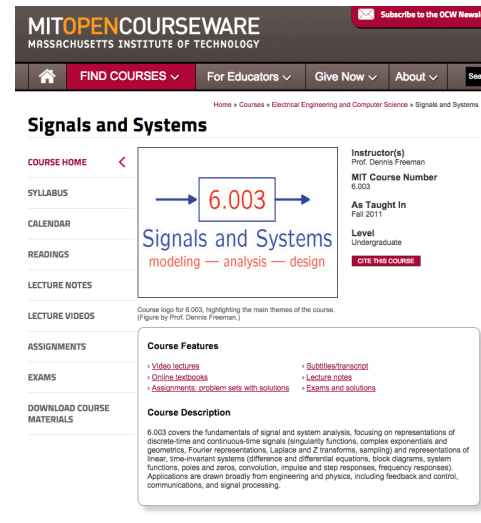 MITOPENCOURSEWARE
MASSACHUSETTS INSTITUTE OF TECHNOLOGY
Subscribe to the OCW
FIND COURSES
For Educators
Give Now
About
Home » Courses » Electrical Engineering and Computer Science » Signals and Systems
Signals and Systems
COURSE HOME
SYLLABUS
CALENDAR
READINGS
LECTURE NOTES
LECTURE VIDEOS
ASSIGNMENTS
EXAMS
DOWNLOAD COURSE
MATERIALS
6.003
Signals and Systems
modeling — analysis — design
Course logo for 6.003, highlighting the main themes of the course.
(Figure by Prof. Dennis Freeman.)
Instructor(s)
Prof. Dennis Freeman
MIT Course Number
6.003
As Taught In
Fall 2011
Level
Undergraduate
CITE THIS COURSE
Course Features
› Video lectures
› Online textbooks
› Assignments: problem sets with solutions
› Subtitles/transcript
› Lecture notes
› Exams and solutions
Course Description
6.003 covers the fundamentals of signal and system analysis, focusing on representations of
discrete-time and continuous-time signals (singularity functions, complex exponentials and
geometrics, Fourier representations, Laplace and Z transforms, sampling) and representations of
linear, time-invariant systems (difference and differential equations, block diagrams, system
functions, poles and zeros, convolution, impulse and step responses, frequency responses).
Applications are drawn broadly from engineering and physics, including feedback and control,
communications, and signal processing.